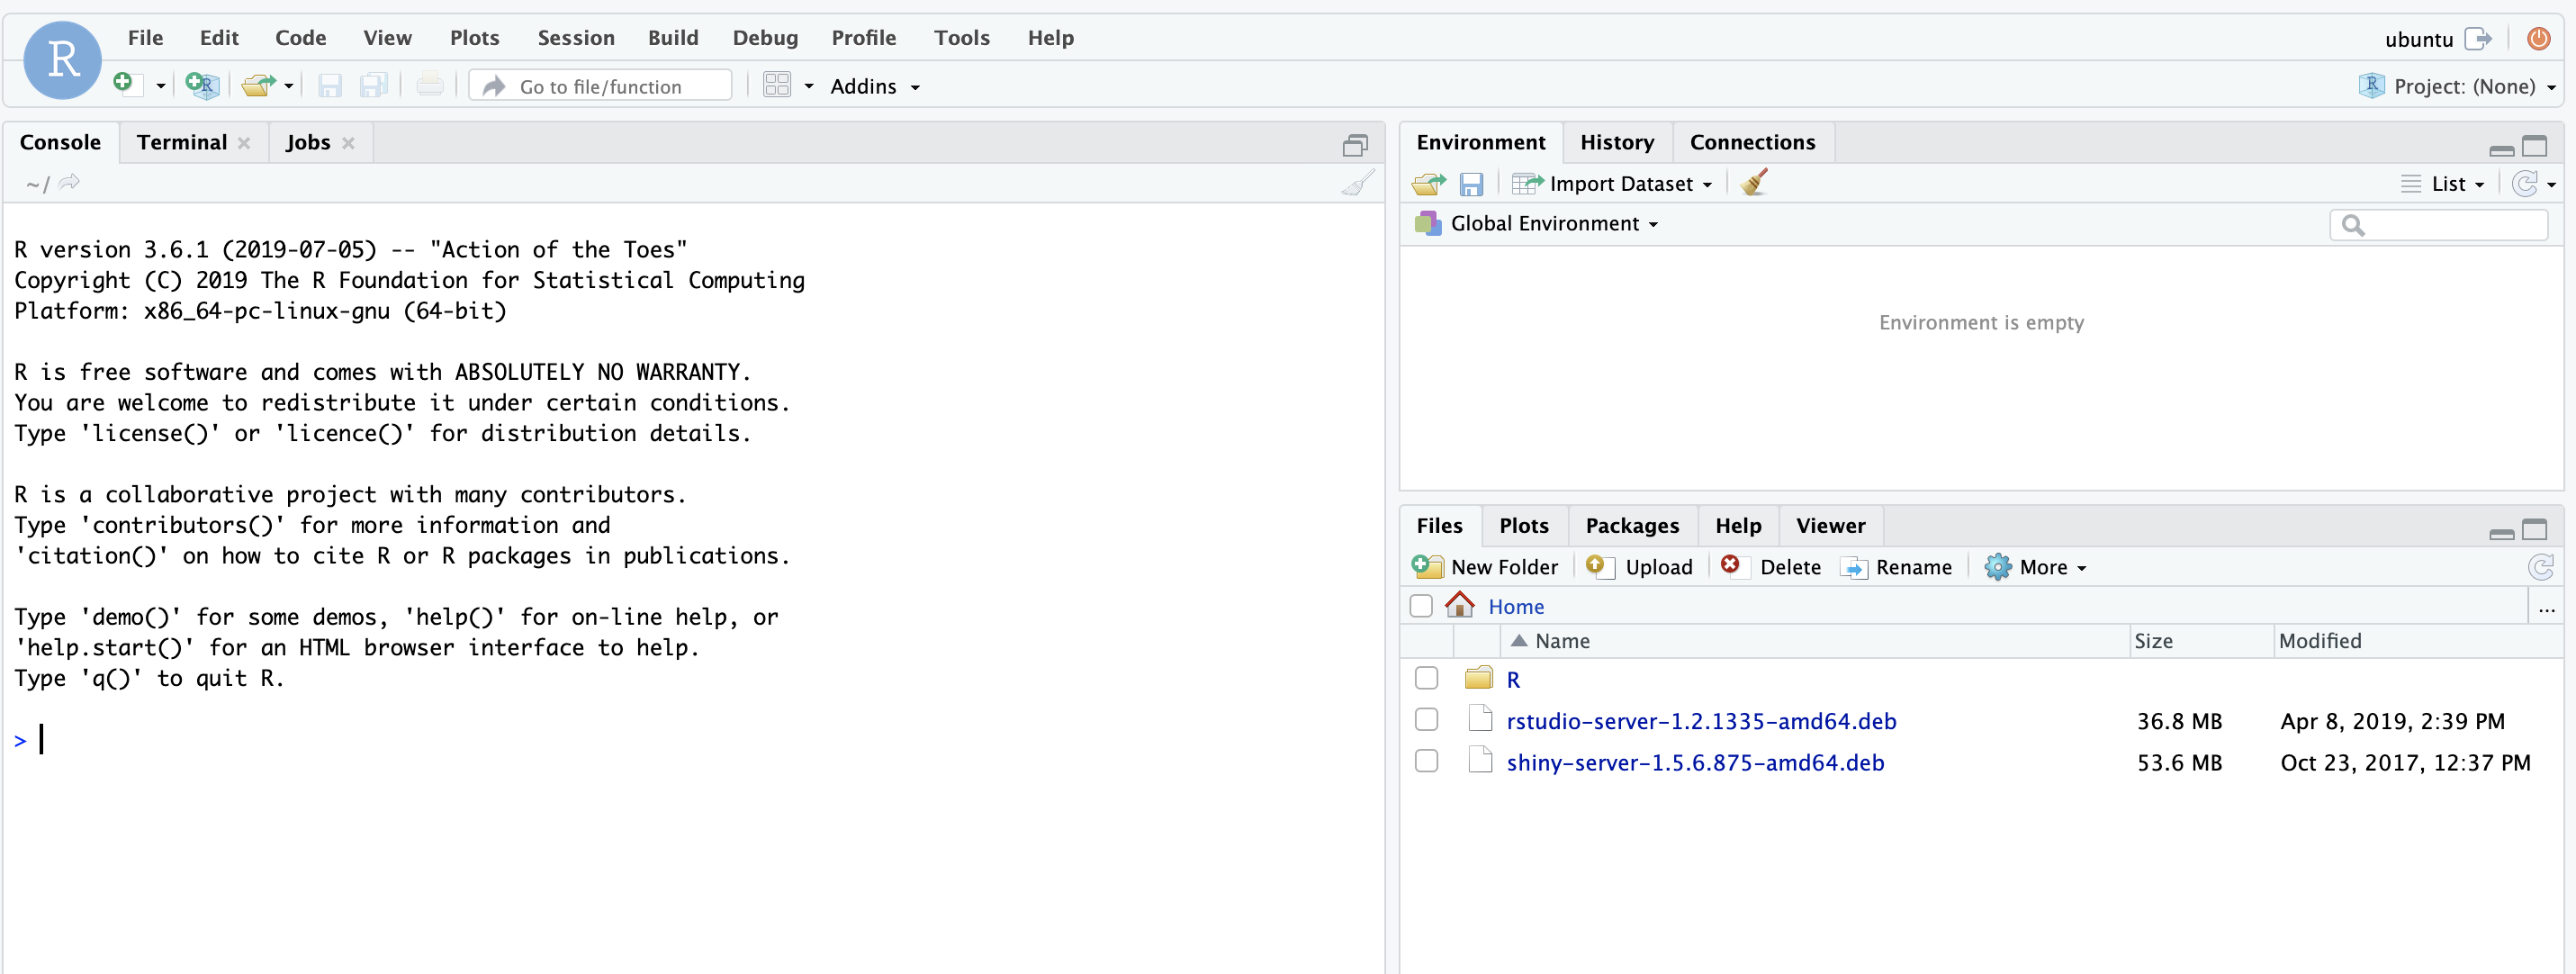 R
File Edit Code View Plots Session Build Debug Profile Tools Help
ubuntu
R
Go to file/function
Addins
R
Project: (None)
Console Terminal Jobs
~/
R version 3.6.1 (2019-07-05) -- "Action of the Toes"
Copyright (C) 2019 The R Foundation for Statistical Computing
Platform: x86_64-pc-linux-gnu (64-bit)
R is free software and comes with ABSOLUTELY NO WARRANTY.
You are welcome to redistribute it under certain conditions.
Type 'license()' or 'licence()' for distribution details.
R is a collaborative project with many contributors.
Type 'contributors()' for more information and
'citation()' on how to cite R or R packages in publications.
Type 'demo()' for some demos, 'help()' for on-line help, or
'help.start()' for an HTML browser interface to help.
Type 'q()' to quit R.
>
Environment History Connections
Import Dataset
List
Global Environment
Environment is empty
Files Plots Packages Help Viewer
New Folder Upload Delete Rename More
Home
...
Name Size Modified
R
rstudio-server-1.2.1335-amd64.deb 36.8 MB Apr 8, 2019, 2:39 PM
shiny-server-1.5.6.875-amd64.deb 53.6 MB Oct 23, 2017, 12:37 PM